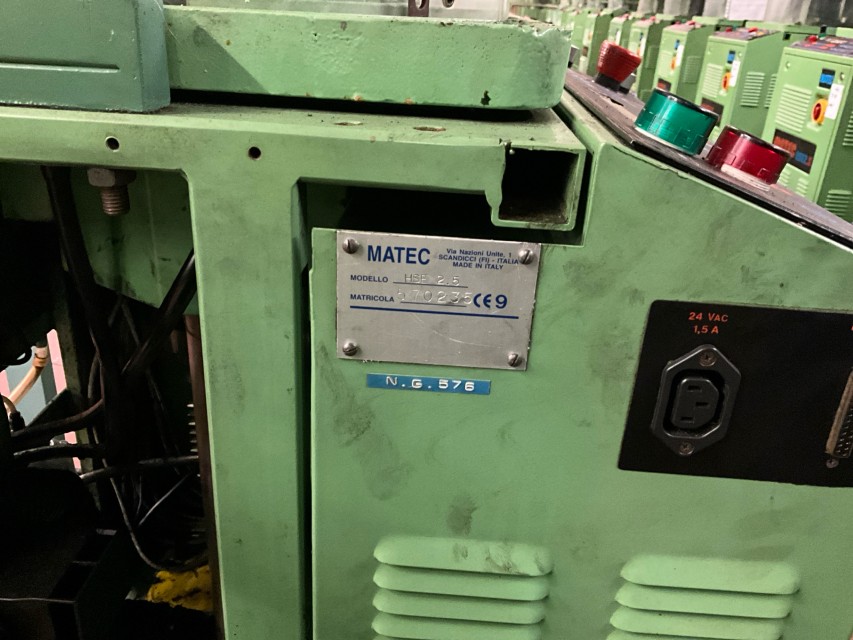 MATEC
Via Nazioni Unite, 1
SCANDICCI (FI) - ITALIA
MADE IN ITALY
MODELLO HSE 2.5
MATRICOLA 170235 CE 9
N.G. 576
24 VAC
1,5 A